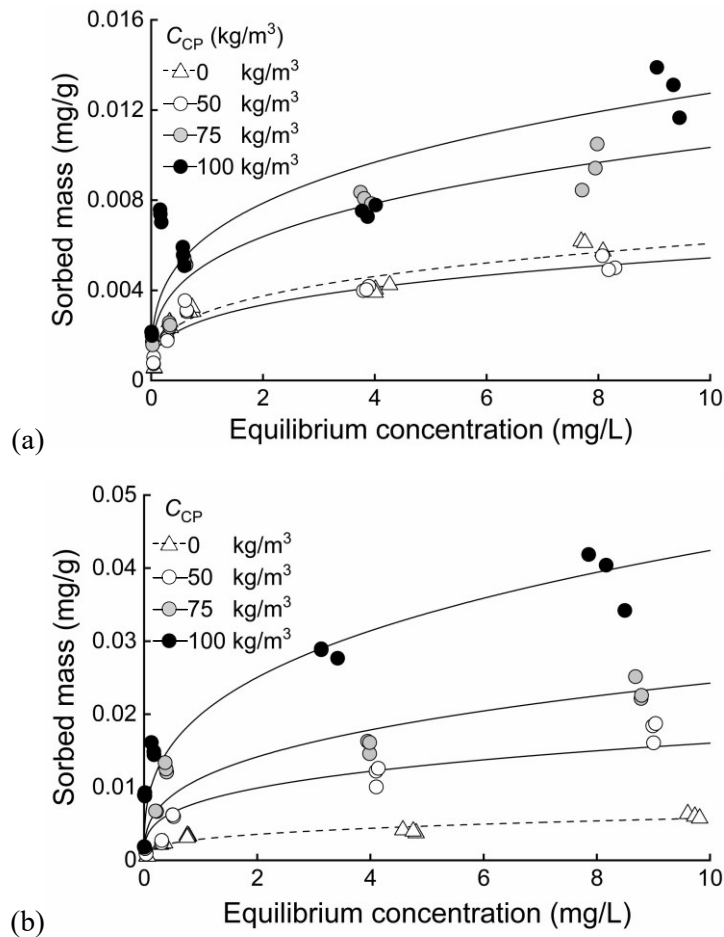 0.016
C_CP (kg/m³)
0 kg/m³
50 kg/m³
75 kg/m³
100 kg/m³
0.012
0.008
0.004
0
Sorbed mass (mg/g)
0 2 4 6 8 10
Equilibrium concentration (mg/L)
(a)
0.05
C_CP
0 kg/m³
50 kg/m³
75 kg/m³
100 kg/m³
0.04
0.03
0.02
0.01
0
Sorbed mass (mg/g)
0 2 4 6 8 10
Equilibrium concentration (mg/L)
(b)